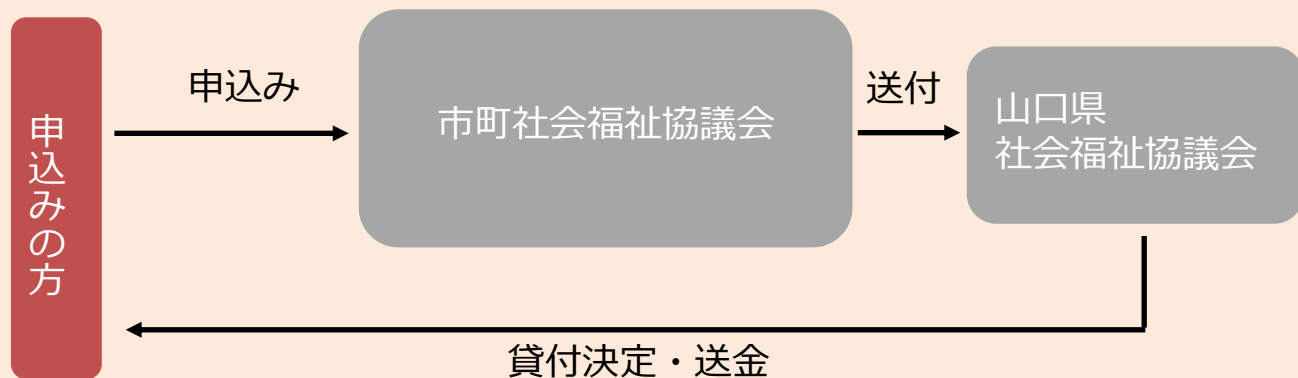 申込みの方
申込み
市町社会福祉協議会
送付
山口県
社会福祉協議会
貸付決定・送金